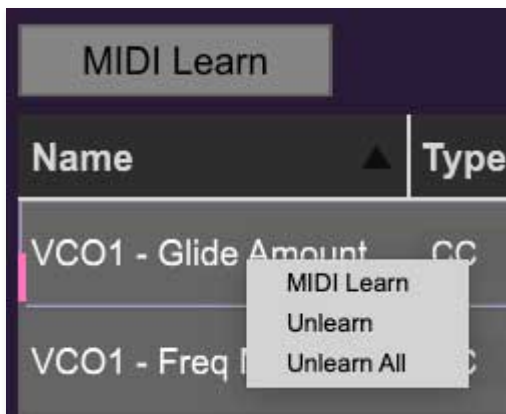 MIDI Learn
Name Type
VCO1 - Glide Amount CC
MIDI Learn
Unlearn
VCO1 - Freq
Unlearn All